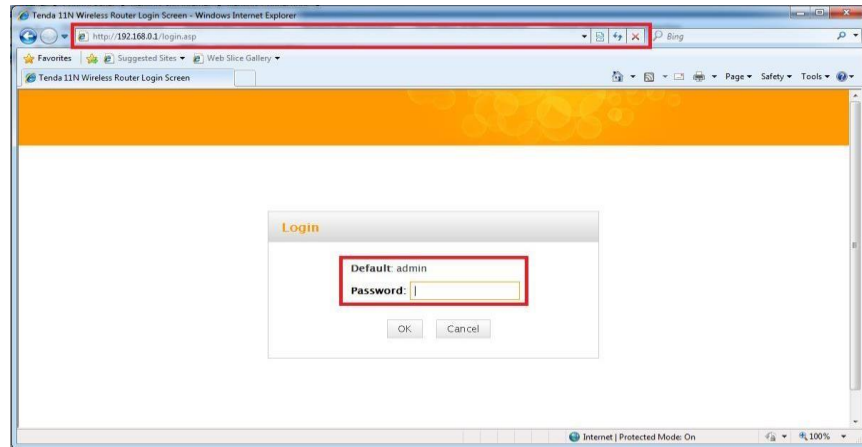 Tenda 11N Wireless Router Login Screen - Windows Internet Explorer
http://192.168.0.1/login.asp
Bing
Favorites Suggested Sites Web Slice Gallery
Tenda 11N Wireless Router Login Screen
Page Safety Tools
Login
Default: admin
Password:
OK Cancel
Internet | Protected Mode: On 100%